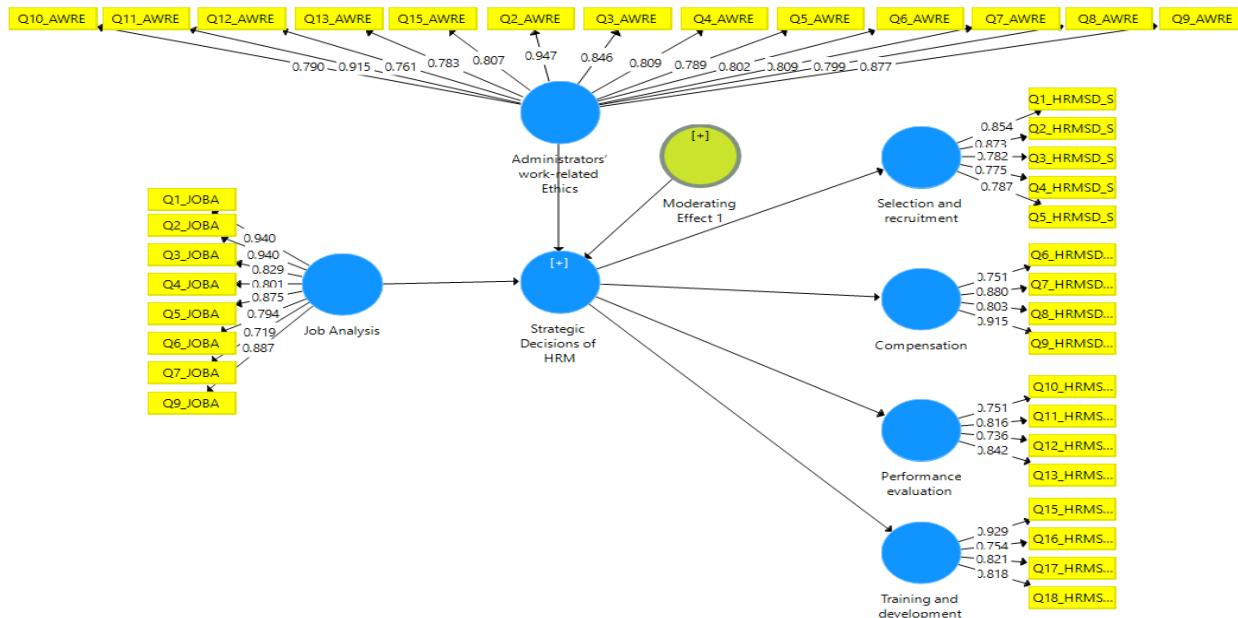 Q10_AWRE Q11_AWRE Q12_AWRE Q13_AWRE Q15_AWRE Q2_AWRE Q3_AWRE Q4_AWRE Q5_AWRE Q6_AWRE Q7_AWRE Q8_AWRE Q9_AWRE
0.790 0.915 0.761 0.783 0.807 0.947 0.846 0.809 0.789 0.802 0.809 0.799 0.877
Administrators'
work-related
Ethics
[+]
Moderating
Effect 1
Q1_JOBA
Q2_JOBA
Q3_JOBA
Q4_JOBA
Q5_JOBA
Q6_JOBA
Q7_JOBA
Q9_JOBA
0.940
0.940
0.829
0.801
0.875
0.794
0.719
0.887
Job Analysis
[+]
Strategic
Decisions of
HRM
Selection and
recruitment
0.854
0.873
0.782
0.775
0.787
Q1_HRMSD_S
Q2_HRMSD_S
Q3_HRMSD_S
Q4_HRMSD_S
Q5_HRMSD_S
Compensation
0.751
0.880
0.803
0.915
Q6_HRMSD...
Q7_HRMSD...
Q8_HRMSD...
Q9_HRMSD...
Performance
evaluation
0.751
0.816
0.736
0.842
Q10_HRMS...
Q11_HRMS...
Q12_HRMS...
Q13_HRMS...
Training and
development
0.929
0.754
0.821
0.818
Q15_HRMS...
Q16_HRMS...
Q17_HRMS...
Q18_HRMS...